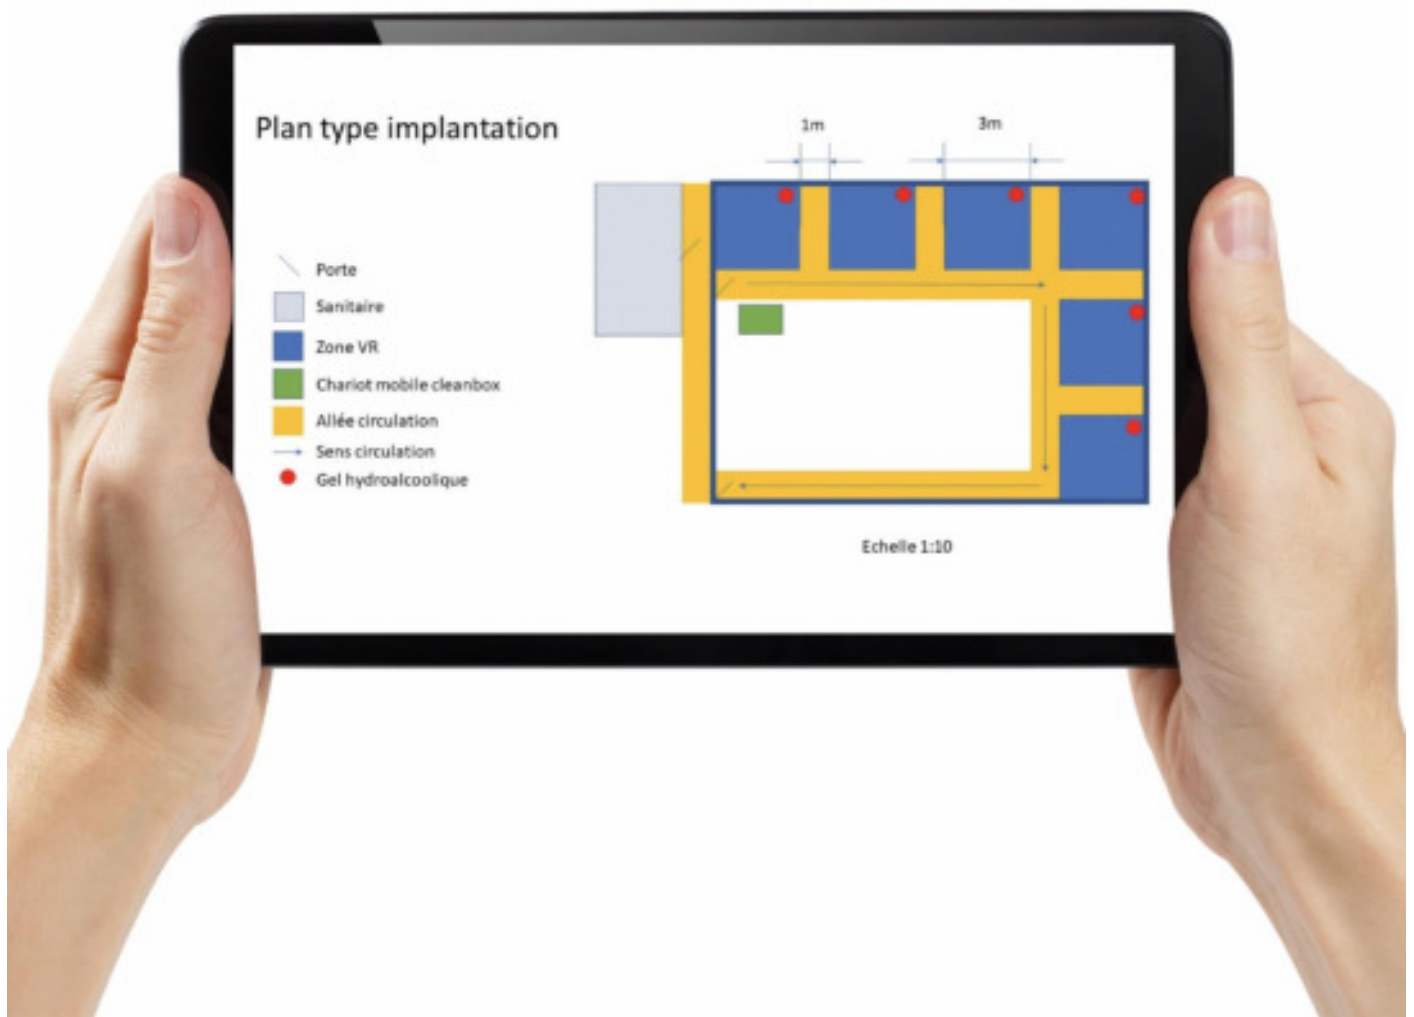 Plan type implantation
1m
3m
Porte
Sanitaire
Zone VR
Chariot mobile cleanbox
Allée circulation
Sens circulation
Gel hydroalcoolique
Echelle 1:10